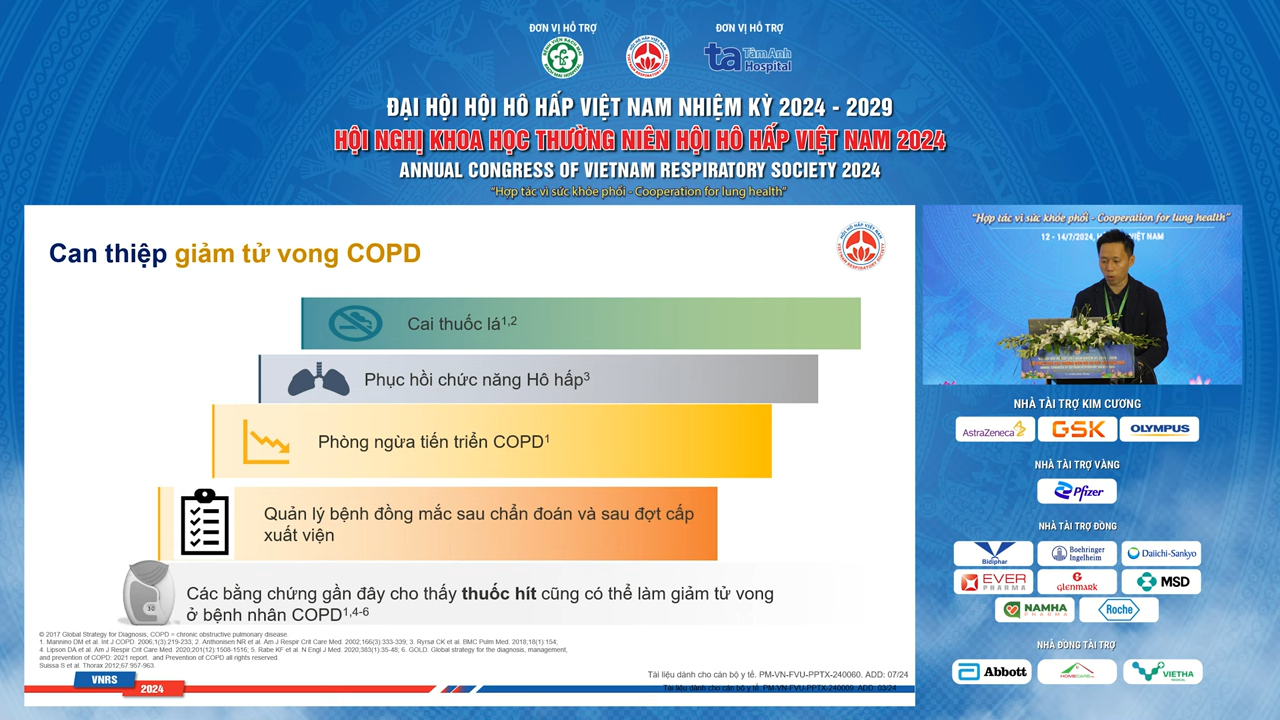 ĐƠN VỊ HỖ TRỢ
ĐƠN VỊ HỖ TRỢ
ta Tâm Anh
Hospital
ĐẠI HỘI HỘI HÔ HẤP VIỆT NAM NHIỆM KỲ 2024 - 2029
HỘI NGHỊ KHOA HỌC THƯỜNG NIÊN HỘI HÔ HẤP VIỆT NAM 2024
ANNUAL CONGRESS OF VIETNAM RESPIRATORY SOCIETY 2024
"Hợp tác vì sức khỏe phổi - Cooperation for lung health"
Can thiệp giảm tử vong COPD
Cai thuốc lá1,2
Phục hồi chức năng Hô hấp3
Phòng ngừa tiến triển COPD1
Quản lý bệnh đồng mắc sau chẩn đoán và sau đợt cấp
xuất viện
Các bằng chứng gần đây cho thấy thuốc hít cũng có thể làm giảm tử vong
ở bệnh nhân COPD1,4-6
30
© 2017 Global Strategy for Diagnosis; COPD = chronic obstructive pulmonary disease.
1. Mannino DM et al. Int J COPD. 2006;1(3):219-233; 2. Anthonisen NR et al. Am J Respir Crit Care Med. 2002;166(3):333-339; 3. Ryrsø CK et al. BMC Pulm Med. 2018;18(1):154;
4. Lipson DA et al. Am J Respir Crit Care Med. 2020;201(12):1508-1516; 5. Rabe KF et al. N Engl J Med. 2020;383(1):35-48; 6. GOLD. Global strategy for the diagnosis, management,
and prevention of COPD: 2021 report. and Prevention of COPD all rights reserved.
Suissa S et al. Thorax 2012;67:957-963.
Tài liệu dành cho cán bộ y tế. PM-VN-FVU-PPTX-240080. ADD: 07/24
Tài liệu dành cho cán bộ y tế. PM-VN-FVU-PPTX-240009. ADD: 03/24
VNRS
2024
"Hợp tác vì sức khỏe phổi - Cooperation for lung health"
12 - 14/7/2024, VIỆT NAM
NHÀ TÀI TRỢ KIM CƯƠNG
AstraZeneca
GSK
OLYMPUS
NHÀ TÀI TRỢ VÀNG
Pfizer
NHÀ TÀI TRỢ ĐỒNG
Bidiphar
Boehringer
Ingelheim
Daiichi-Sankyo
EVER
PHARMA
GLENMARK
MSD
NAMHA
PHARMA
Roche
NHÀ ĐỒNG TÀI TRỢ
Abbott
HOMECARE
VIETHA
MEDICAL